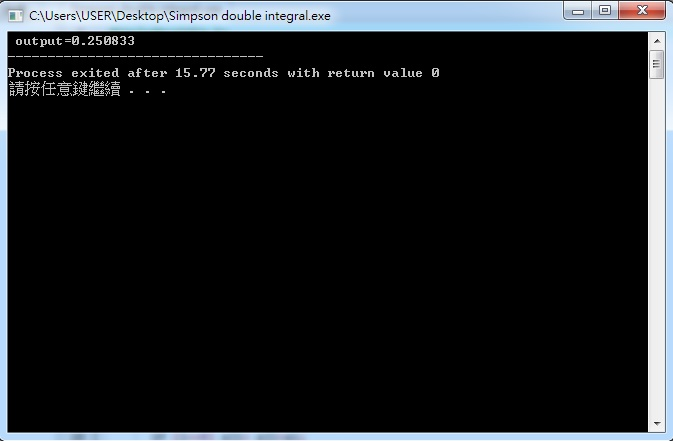 C:\Users\USER\Desktop\Simpson double integral.exe
output=0.250833
--------------------------------
Process exited after 15.77 seconds with return value 0
請按任意鍵繼續 . . .